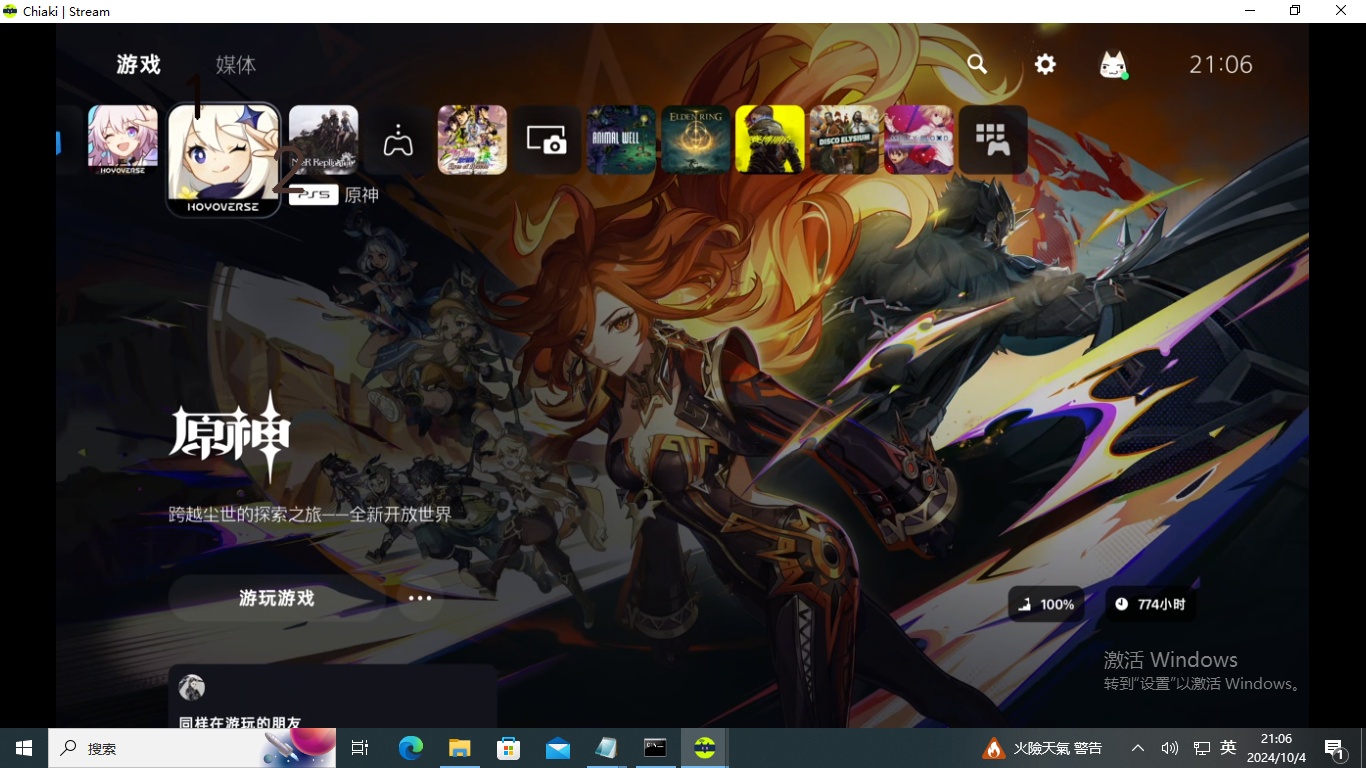 Chiaki | Stream
游戏
媒体
21:06
1
2
HOYOVERSE
HOYOVERSE
NieR Replicant
ANIMAL WELL
ELDEN RING
DISCO ELYSIUM
PS5 原神
原神
跨越尘世的探索之旅——全新开放世界
游玩游戏
100%
774小时
激活 Windows
转到“设置”以激活 Windows。
同样在游玩的朋友
搜索
火險天氣 警告
英
21:06
2024/10/4
1